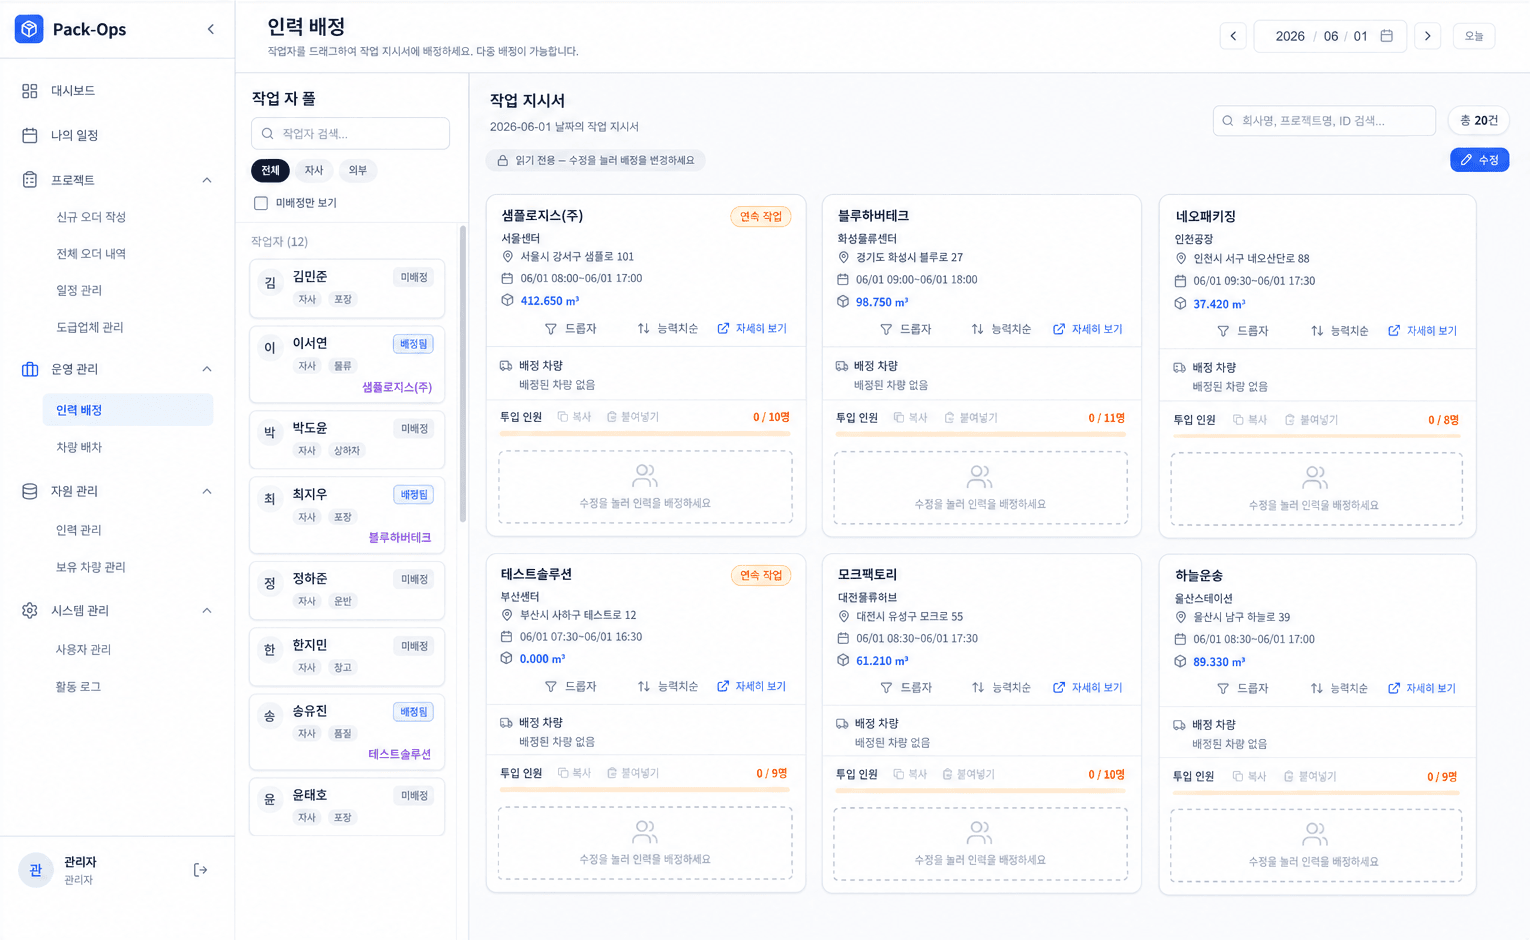 Pack-Ops
대시보드
나의 일정
프로젝트
신규 오더 작성
전체 오더 내역
일정 관리
도급업체 관리
운영 관리
인력 배정
차량 배차
자원 관리
인력 관리
보유 차량 관리
시스템 관리
사용자 관리
활동 로그
관
관리자
관리자
인력 배정
작업자를 드래그하여 작업 지시서에 배정하세요. 다중 배정이 가능합니다.
2026 / 06 / 01
오늘
작업 자 풀
작업자 검색...
전체 자사 외부
미배정만 보기
작업자 (12)
김 김민준 미배정
자사 포장
이 이서연 배정됨
자사 물류
샘플로지스(주)
박 박도윤 미배정
자사 상하차
최 최지우 배정됨
자사 포장
블루하버테크
정 정하준 미배정
자사 운반
한 한지민 미배정
자사 창고
송 송유진 배정됨
자사 품질
테스트솔루션
윤 윤태호 미배정
자사 포장
작업 지시서
2026-06-01 날짜의 작업 지시서
회사명, 프로젝트명, ID 검색...
총 20건
읽기 전용 – 수정을 눌러 배정을 변경하세요
수정
샘플로지스(주) 연속 작업
서울센터
서울시 강서구 샘플로 101
06/01 08:00~06/01 17:00
412.650 m³
드롭자 능력치순 자세히 보기
배정 차량
배정된 차량 없음
투입 인원 복사 붙여넣기 0 / 10명
수정을 눌러 인력을 배정하세요
블루하버테크
화성물류센터
경기도 화성시 블루로 27
06/01 09:00~06/01 18:00
98.750 m³
드롭자 능력치순 자세히 보기
배정 차량
배정된 차량 없음
투입 인원 복사 붙여넣기 0 / 11명
수정을 눌러 인력을 배정하세요
네오패키징
인천공장
인천시 서구 네오산단로 88
06/01 09:30~06/01 17:30
37.420 m³
드롭자 능력치순 자세히 보기
배정 차량
배정된 차량 없음
투입 인원 복사 붙여넣기 0 / 8명
수정을 눌러 인력을 배정하세요
테스트솔루션 연속 작업
부산센터
부산시 사하구 테스트로 12
06/01 07:30~06/01 16:30
0.000 m³
드롭자 능력치순 자세히 보기
배정 차량
배정된 차량 없음
투입 인원 복사 붙여넣기 0 / 9명
수정을 눌러 인력을 배정하세요
모크팩토리
대전물류허브
대전시 유성구 모크로 55
06/01 08:30~06/01 17:30
61.210 m³
드롭자 능력치순 자세히 보기
배정 차량
배정된 차량 없음
투입 인원 복사 붙여넣기 0 / 10명
수정을 눌러 인력을 배정하세요
하늘운송
울산스테이션
울산시 남구 하늘로 39
06/01 08:30~06/01 17:00
89.330 m³
드롭자 능력치순 자세히 보기
배정 차량
배정된 차량 없음
투입 인원 복사 붙여넣기 0 / 9명
수정을 눌러 인력을 배정하세요